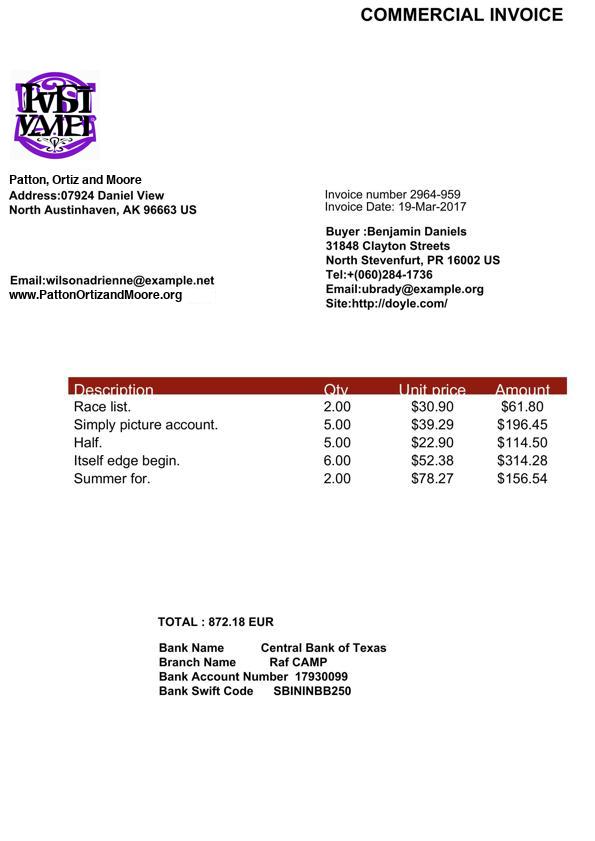 COMMERCIAL INVOICE
Patton, Ortiz and Moore
Address:07924 Daniel View
North Austinhaven, AK 96663 US
Invoice number 2964-959
Invoice Date: 19-Mar-2017
Buyer :Benjamin Daniels
31848 Clayton Streets
North Stevenfurt, PR 16002 US
Tel:+(060)284-1736
Email:ubrady@example.org
Site:http://doyle.com/
Email:wilsonadrienne@example.net
www.PattonOrtizandMoore.org
Description Qty Unit price Amount
Race list. 2.00 $30.90 $61.80
Simply picture account. 5.00 $39.29 $196.45
Half. 5.00 $22.90 $114.50
Itself edge begin. 6.00 $52.38 $314.28
Summer for. 2.00 $78.27 $156.54
TOTAL : 872.18 EUR
Bank Name Central Bank of Texas
Branch Name Raf CAMP
Bank Account Number 17930099
Bank Swift Code SBININBB250